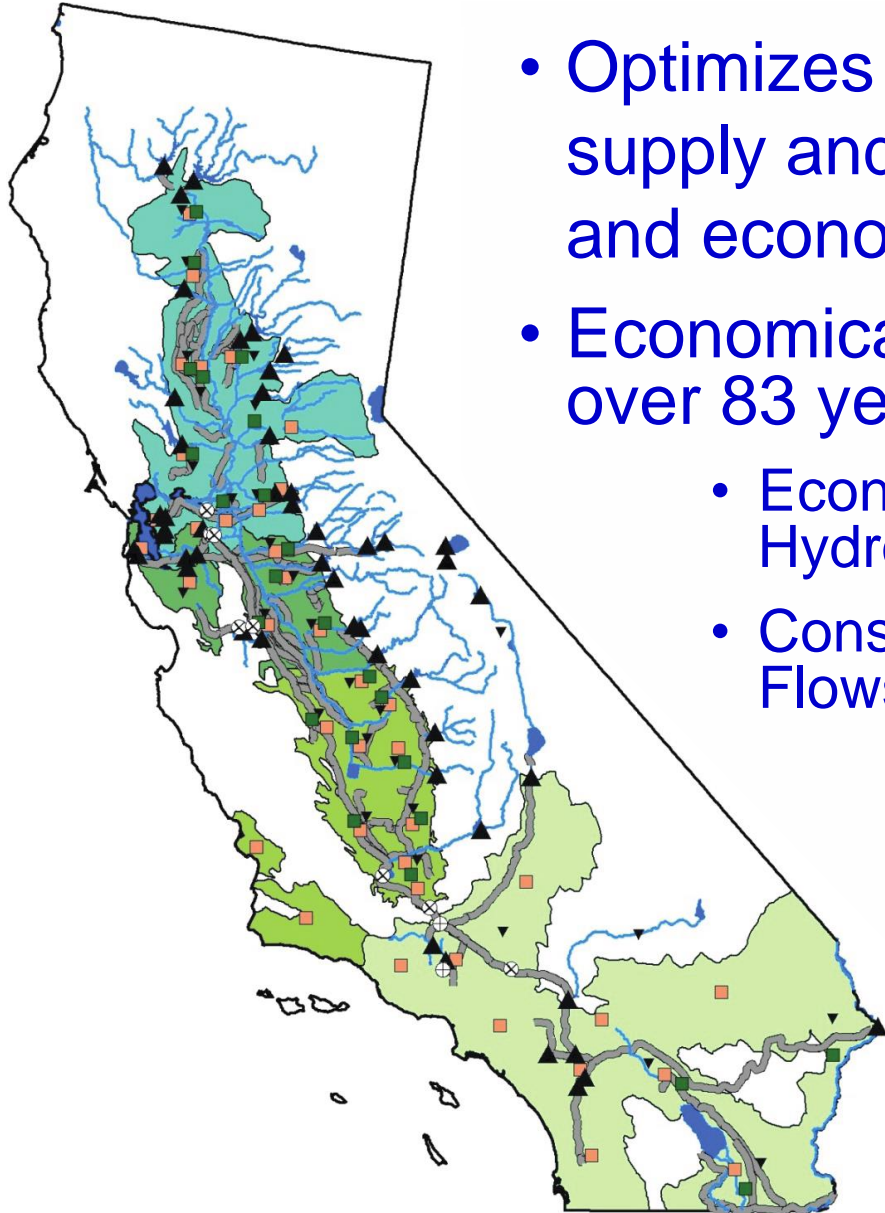 • Optimizes
supply and
and econo
• Economica
over 83 ye
• Econ
Hydro
• Cons
Flows